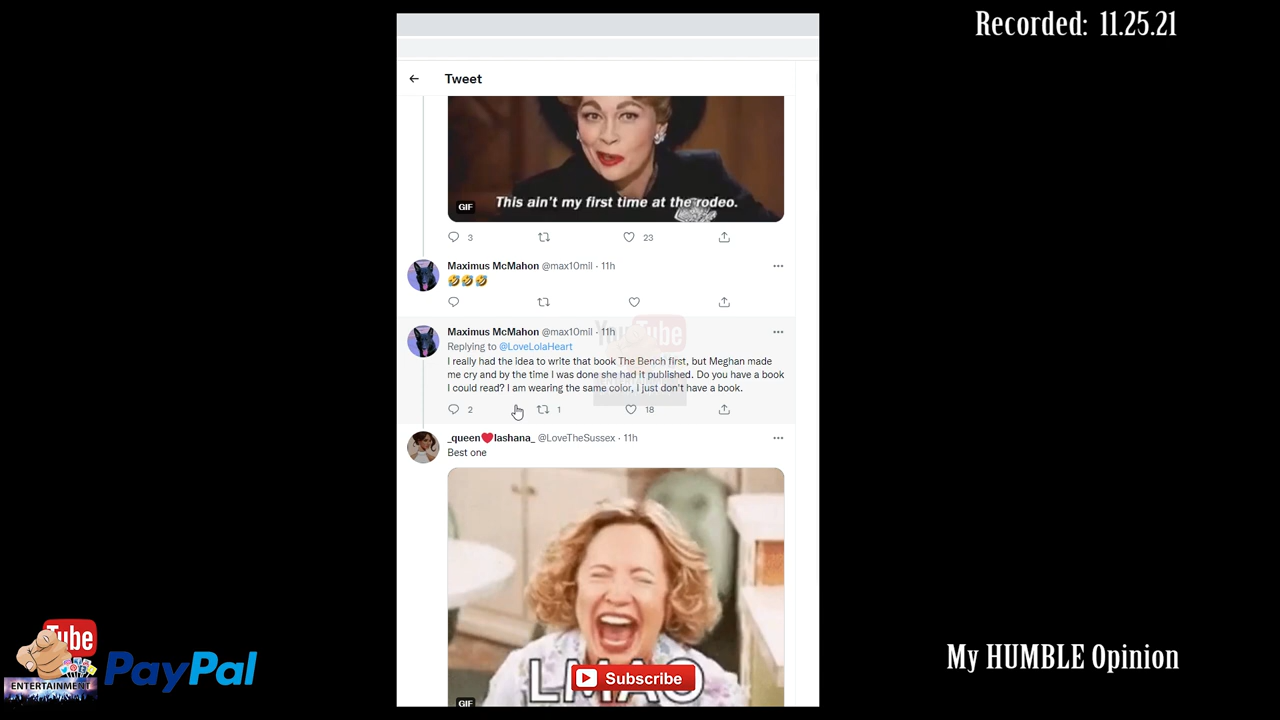 Recorded: 11.25.21
Tweet
This ain't my first time at the rodeo.
GIF
3
23
Maximus McMahon @max10mil · 11h
🤣🤣🤣
Maximus McMahon @max10mil · 11h
Replying to @LoveLolaHeart
I really had the idea to write that book The Bench first, but Meghan made
me cry and by the time I was done she had it published. Do you have a book
I could read? I am wearing the same color, I just don't have a book.
2
1
18
_queen❤️lashana_ @LoveTheSussex · 11h
Best one
LMAO
GIF
Subscribe
YouTube
Tube
ENTERTAINMENT
PayPal
My HUMBLE Opinion